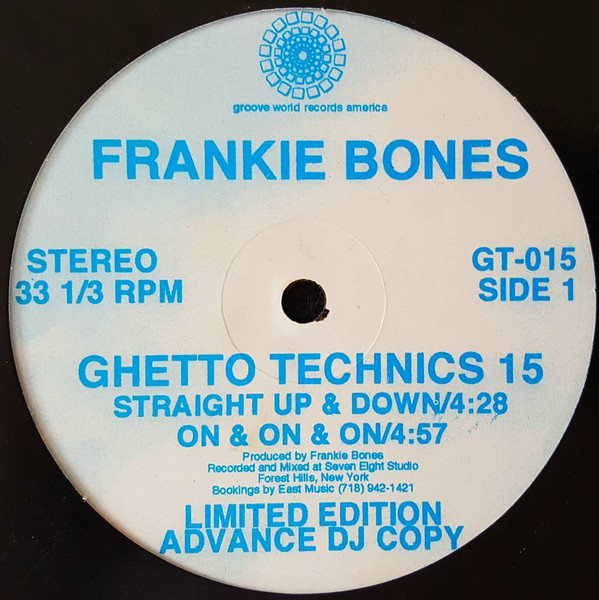 groove world records america
FRANKIE BONES
STEREO
33 1/3 RPM
GT-015
SIDE 1
GHETTO TECHNICS 15
STRAIGHT UP & DOWN/4:28
ON & ON & ON/4:57
Produced by Frankie Bones
Recorded and Mixed at Seven Eight Studio
Forest Hills, New York
Bookings by East Music (718) 942-1421
LIMITED EDITION
ADVANCE DJ COPY